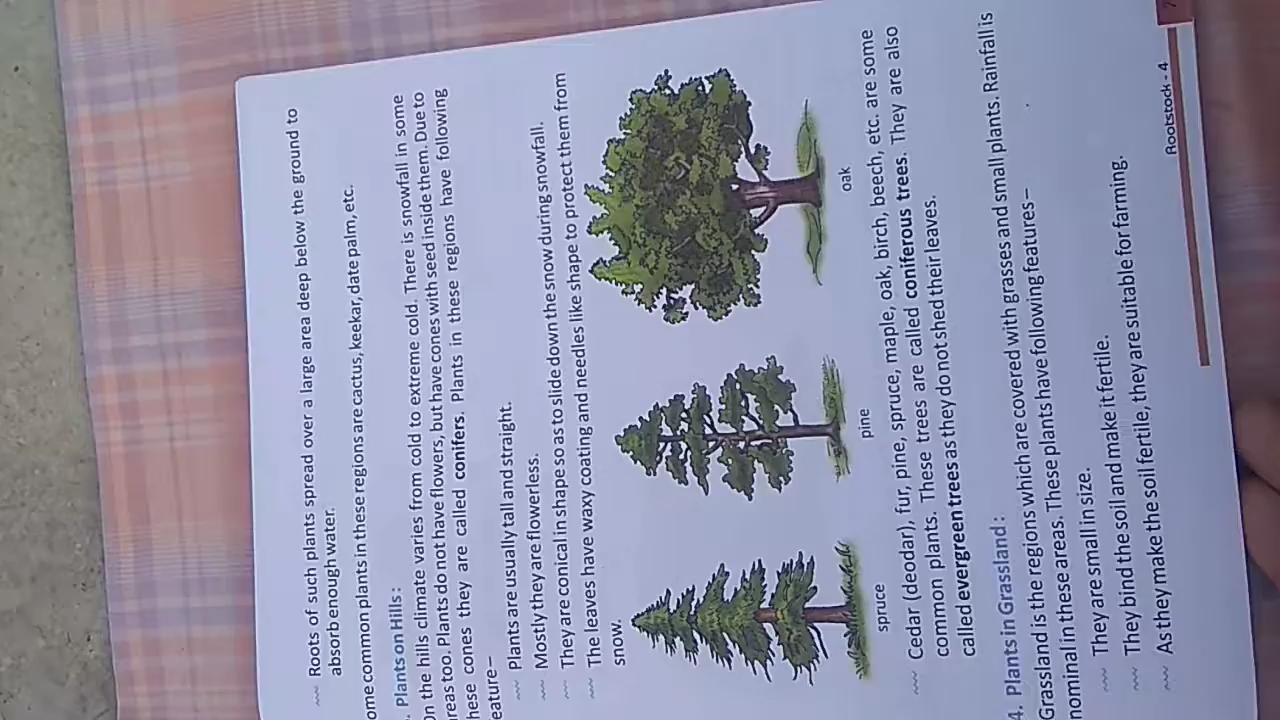 Roots of such plants spread over a large area deep below the ground to
absorb enough water.
ome common plants in these regions are cactus, keekar, date palm, etc.
. Plants on Hills :
On the hills climate varies from cold to extreme cold. There is snowfall in some
reas too. Plants do not have flowers, but have cones with seed inside them. Due to
hese cones they are called conifers. Plants in these regions have following
eature–
Plants are usually tall and straight.
Mostly they are flowerless.
They are conical in shape so as to slide down the snow during snowfall.
The leaves have waxy coating and needles like shape to protect them from
snow.
spruce
pine
oak
Cedar (deodar), fur, pine, spruce, maple, oak, birch, beech, etc. are some
common plants. These trees are called coniferous trees. They are also
called evergreen trees as they do not shed their leaves.
4. Plants in Grassland :
Grassland is the regions which are covered with grasses and small plants. Rainfall is
nominal in these areas. These plants have following features–
They are small in size.
They bind the soil and make it fertile.
As they make the soil fertile, they are suitable for farming.
Rootstock - 4